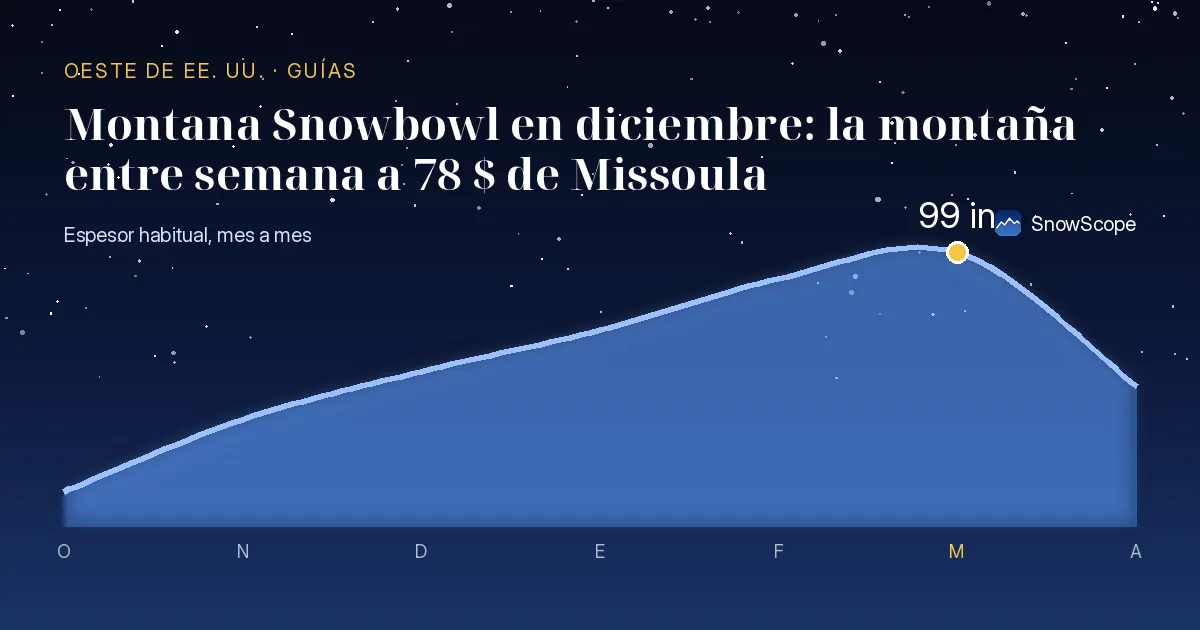 OESTE DE EE. UU. · GUÍAS
Montana Snowbowl en diciembre: la montaña
entre semana a 78 $ de Missoula
Espesor habitual, mes a mes
99 in
SnowScope
O N D E F M A